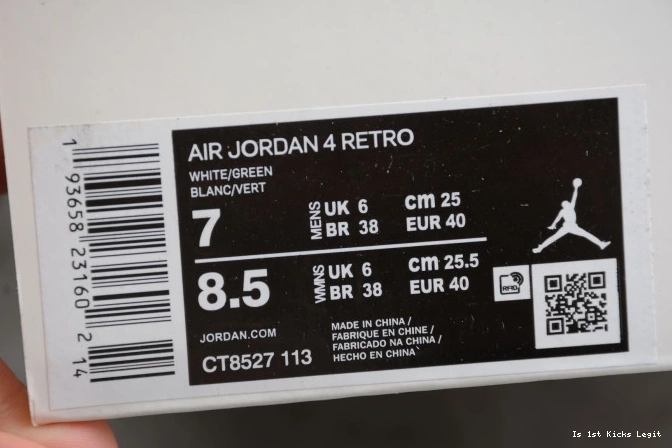 AIR JORDAN 4 RETRO
WHITE/GREEN
BLANC/VERT
7 MENS UK 6 cm 25
BR 38 EUR 40
8.5 WMNS UK 6 cm 25.5
BR 38 EUR 40
RFID
JORDAN.COM
CT8527 113
MADE IN CHINA /
FABRIQUE EN CHINE /
FABRICADO NA CHINA /
HECHO EN CHINA
1 93658 23160 2 14
Is 1st Kicks Legit